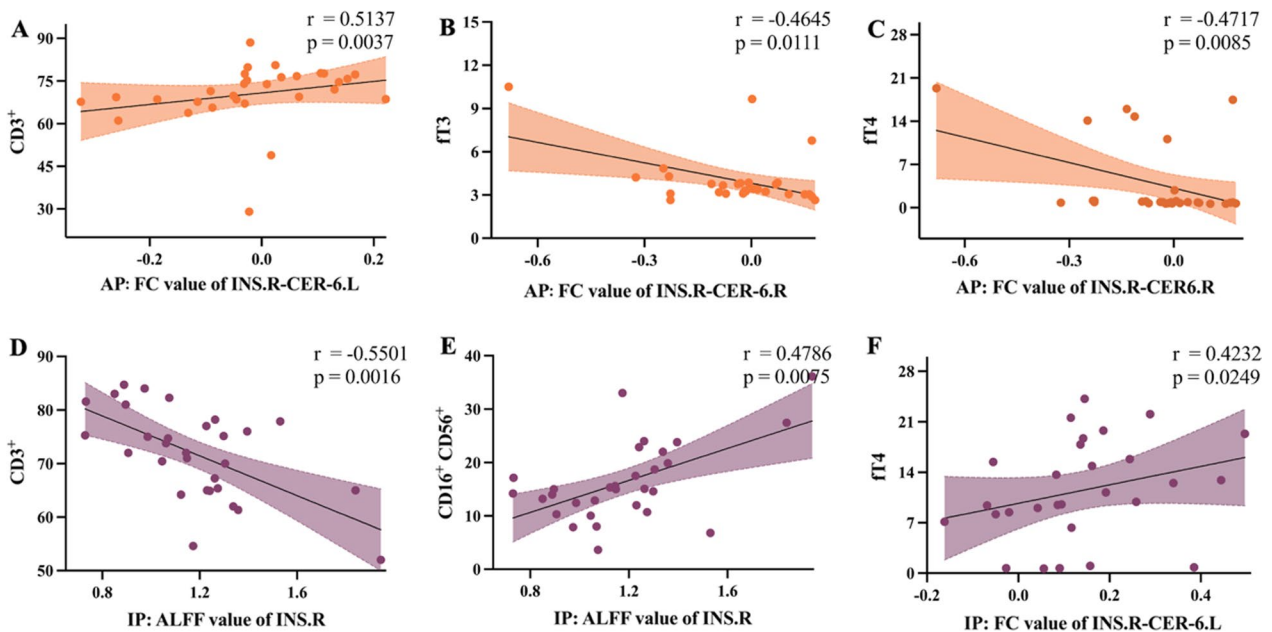 A
r = 0.5137
p = 0.0037
CD3+
90
75
60
45
30
-0.2
0.0
0.2
AP: FC value of INS.R-CER-6.L
B
r = -0.4645
p = 0.0111
fT3
15
12
9
6
3
0
-0.6
-0.3
0.0
AP: FC value of INS.R-CER-6.R
C
r = -0.4717
p = 0.0085
fT4
28
21
14
7
0
-0.6
-0.3
0.0
AP: FC value of INS.R-CER6.R
D
r = -0.5501
p = 0.0016
CD3+
90
80
70
60
50
0.8
1.2
1.6
IP: ALFF value of INS.R
E
r = 0.4786
p = 0.0075
CD16+ CD56+
40
30
20
10
0
0.8
1.2
1.6
IP: ALFF value of INS.R
F
r = 0.4232
p = 0.0249
fT4
28
21
14
7
0
-0.2
0.0
0.2
0.4
IP: FC value of INS.R-CER-6.L